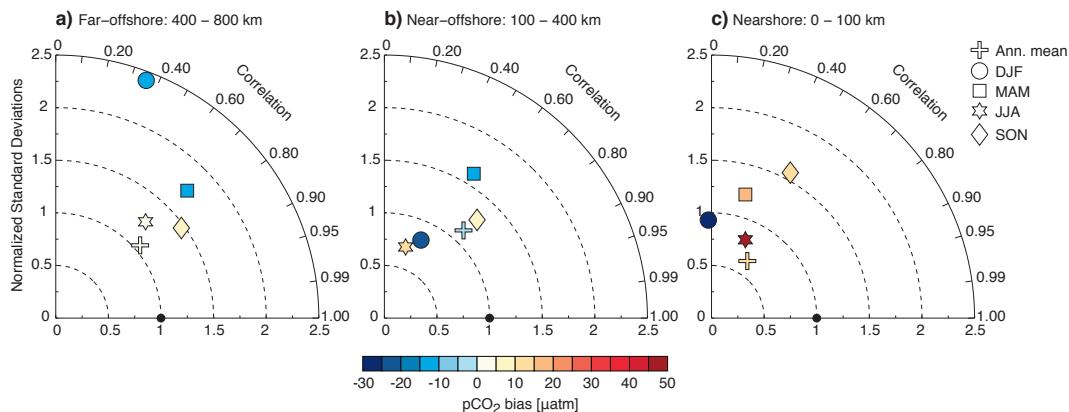 a) Far-offshore: 400 – 800 km
b) Near-offshore: 100 – 400 km
c) Nearshore: 0 – 100 km
Normalized Standard Deviations
2.5
2
1.5
1
0.5
0
0 0.5 1 1.5 2 2.5
0 0.20 0.40 0.60 0.80 0.90 0.95 0.99 1.00
Correlation
2.5
2
1.5
1
0.5
0
0 0.5 1 1.5 2 2.5
0 0.20 0.40 0.60 0.80 0.90 0.95 0.99 1.00
Correlation
2.5
2
1.5
1
0.5
0
0 0.5 1 1.5 2 2.5
0 0.20 0.40 0.60 0.80 0.90 0.95 0.99 1.00
Correlation
Ann. mean
DJF
MAM
JJA
SON
-30 -20 -10 0 10 20 30 40 50
pCO₂ bias [µatm]